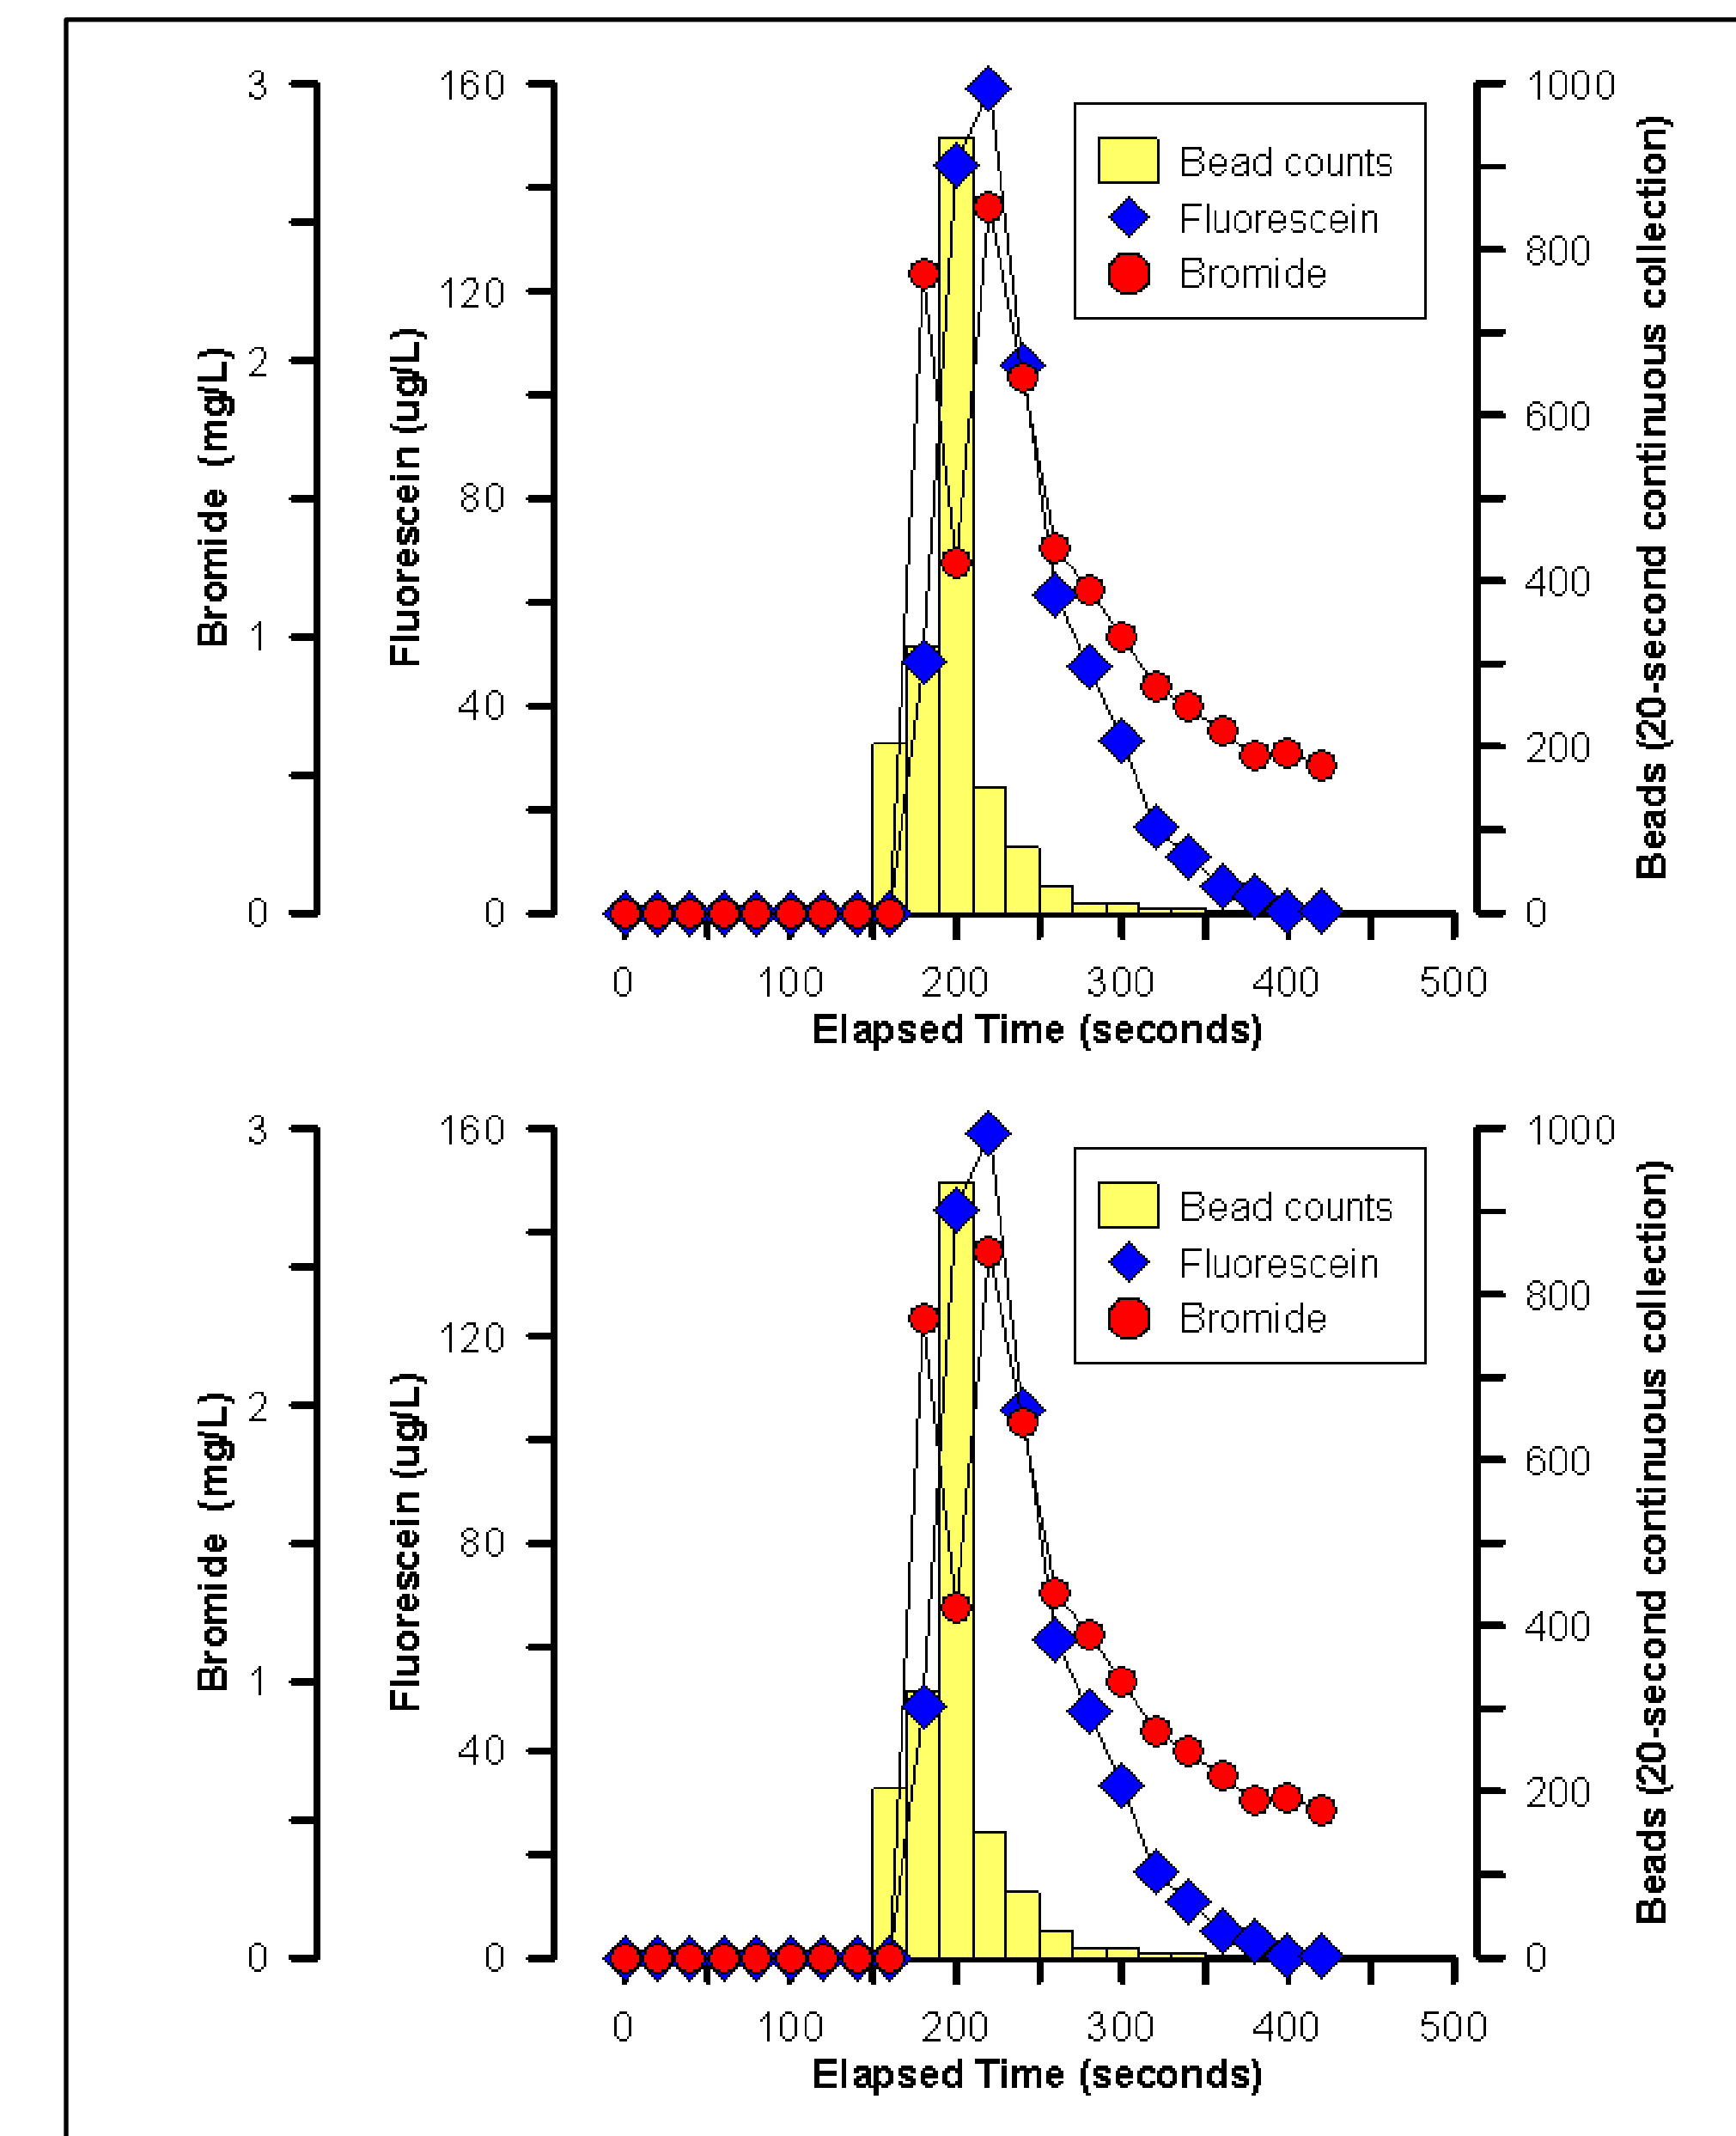 3
2
1
0
Bromide (mg/L)
160
120
80
40
0
Fluorescein (ug/L)
Bead counts
Fluorescein
Bromide
1000
800
600
400
200
0
Beads (20-second continuous collection)
0 100 200 300 400 500
Elapsed Time (seconds)
3
2
1
0
Bromide (mg/L)
160
120
80
40
0
Fluorescein (ug/L)
Bead counts
Fluorescein
Bromide
1000
800
600
400
200
0
Beads (20-second continuous collection)
0 100 200 300 400 500
Elapsed Time (seconds)